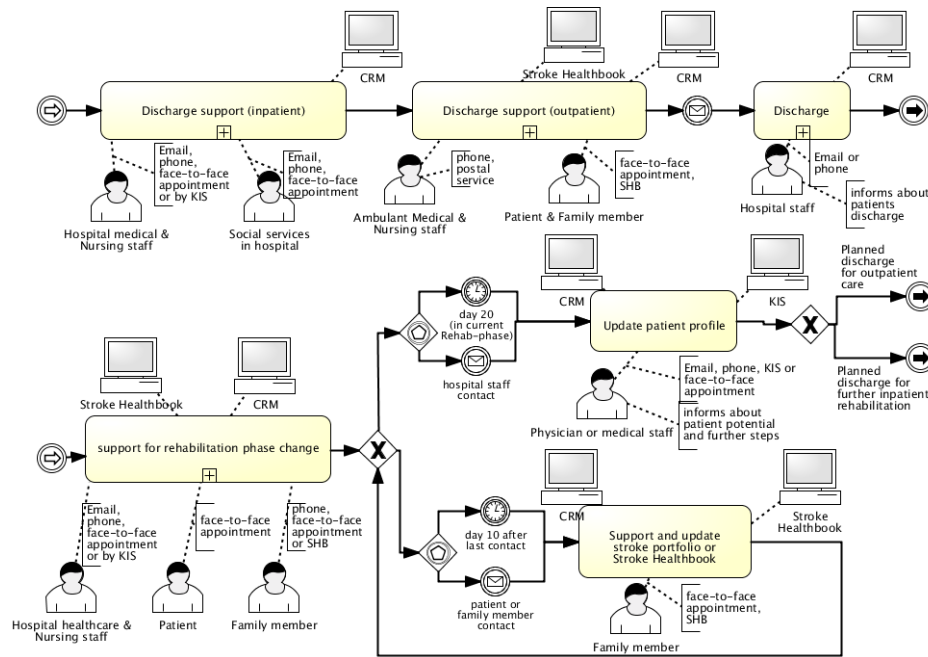 CRM
Stroke Healthbook
CRM
CRM
Discharge support (inpatient)
Discharge support (outpatient)
Discharge
Email,
phone,
face-to-face
appointment
or by KIS
Email,
phone,
face-to-face
appointment
phone,
postal
service
face-to-face
appointment,
SHB
Email or
phone
informs about
patients
discharge
Hospital medical &
Nursing staff
Social services
in hospital
Ambulant Medical &
Nursing staff
Patient & Family member
Hospital staff
Planned
discharge
for outpatient
care
CRM
KIS
day 20
(in current
Rehab-phase)
Update patient profile
hospital staff
contact
Email, phone, KIS or
face-to-face
appointment
Planned
discharge for
further inpatient
rehabilitation
informs about
patient potential
and further steps
Physician or medical staff
Stroke Healthbook
CRM
support for rehabilitation phase change
Email,
phone,
face-to-face
appointment
or by KIS
face-to-face
appointment
phone,
face-to-face
appointment
or SHB
Hospital healthcare &
Nursing staff
Patient
Family member
CRM
Stroke
Healthbook
day 10 after
last contact
Support and update
stroke portfolio or
Stroke Healthbook
patient or
family member
contact
face-to-face
appointment,
SHB
Family member